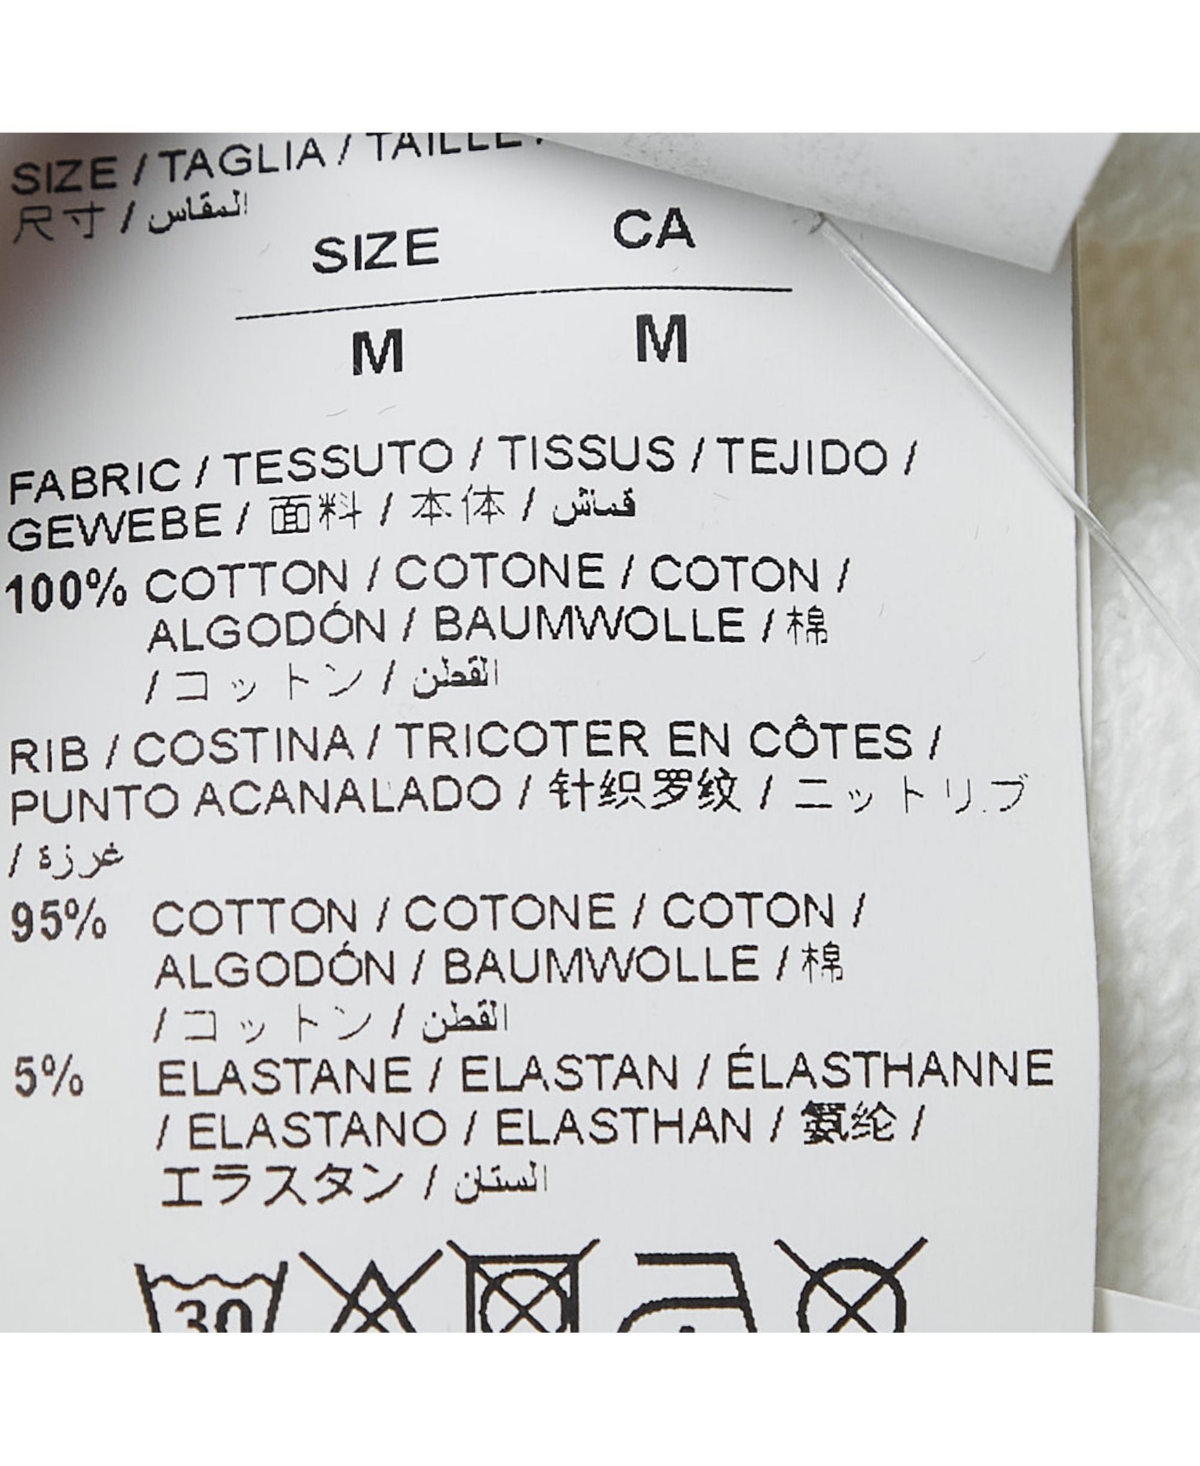 SIZE / TAGLIA / TAILLE /
尺寸 / المقاس
SIZE CA
M M
FABRIC / TESSUTO / TISSUS / TEJIDO /
GEWEBE / 面料 / 本体 / قماش
100% COTTON / COTONE / COTON /
ALGODÓN / BAUMWOLLE / 棉
/ コットン / القطن
RIB / COSTINA / TRICOTER EN CÔTES /
PUNTO ACANALADO / 针织罗纹 / ニットリブ
/ غرزة
95% COTTON / COTONE / COTON /
ALGODÓN / BAUMWOLLE / 棉
/ コットン / القطن
5% ELASTANE / ELASTAN / ÉLASTHANNE
/ ELASTANO / ELASTHAN / 氨纶 /
エラスタン / الستان
30